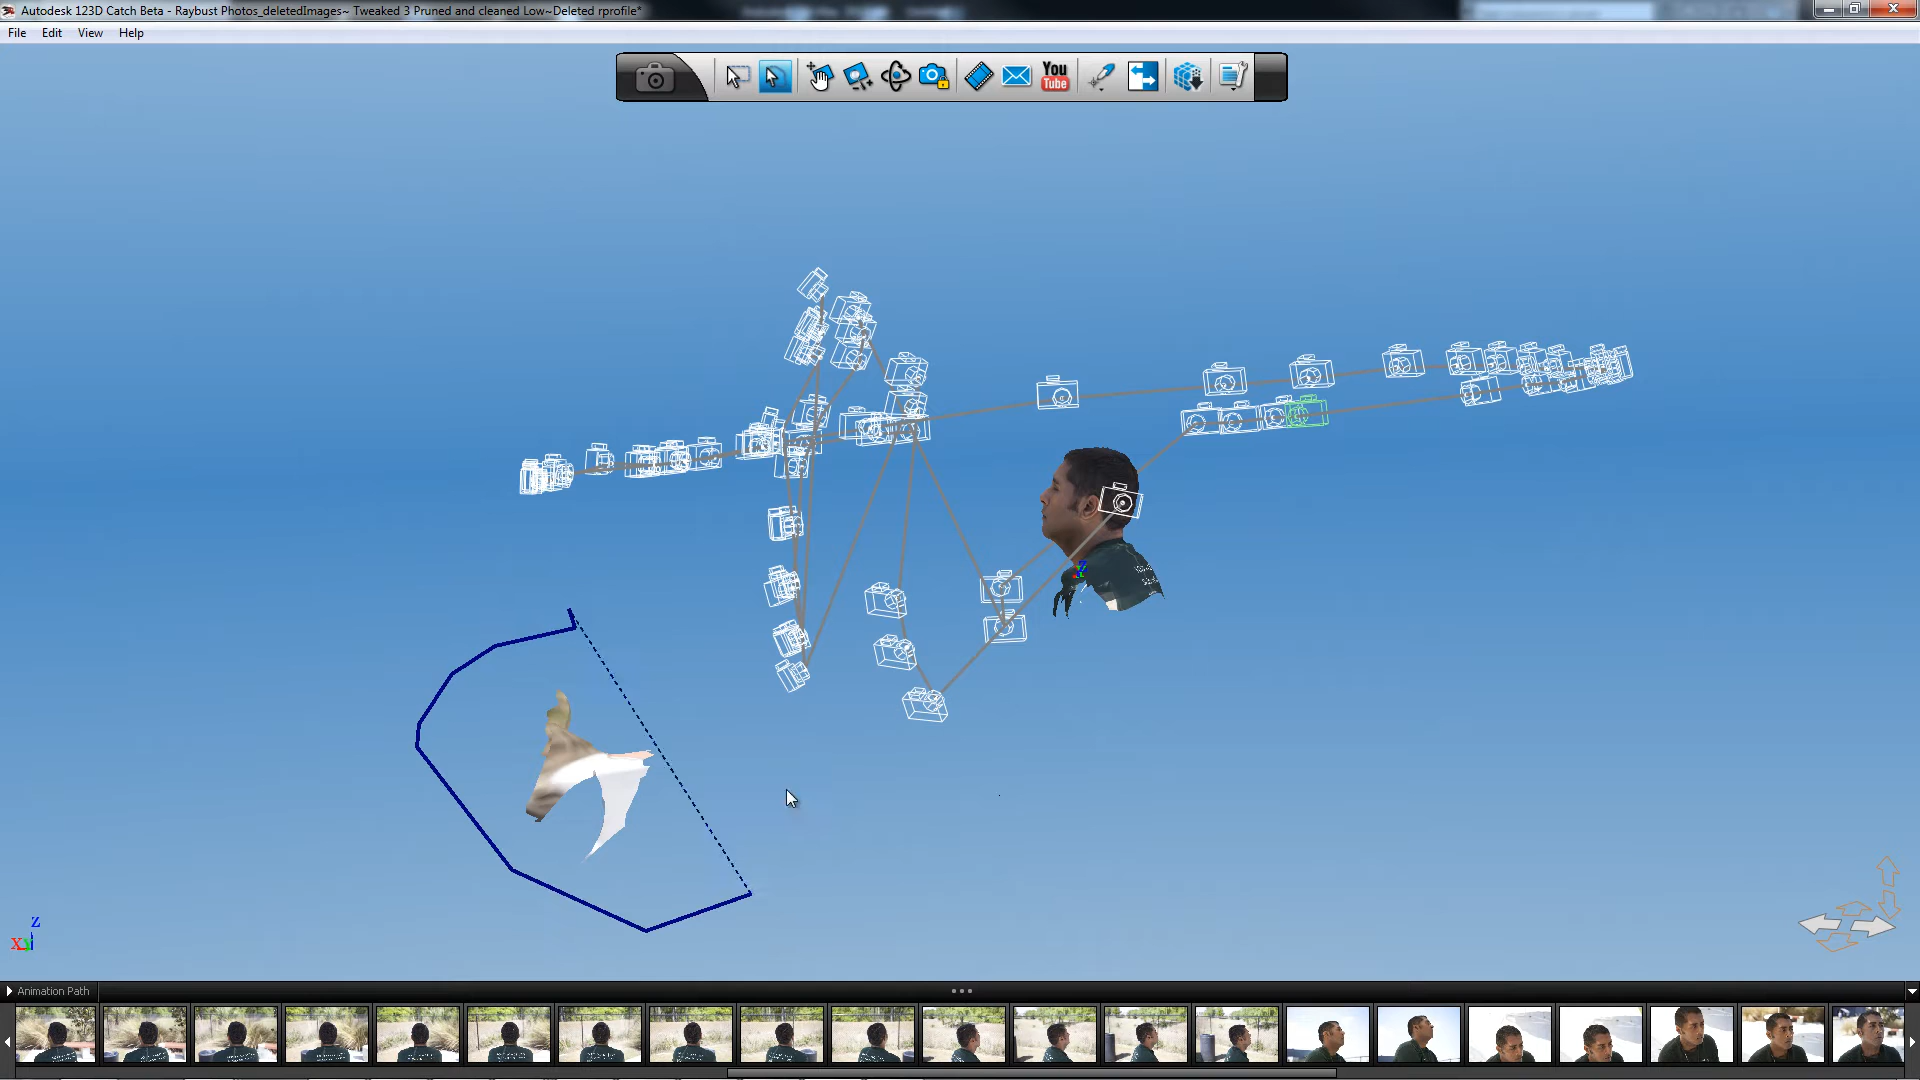 Autodesk 123D Catch Beta - Raybust Photos_deletedImages~ Tweaked 3 Pruned and cleaned Low~Deleted rprofile*
File Edit View Help
You
Tube
Z
Z
X Y
Animation Path